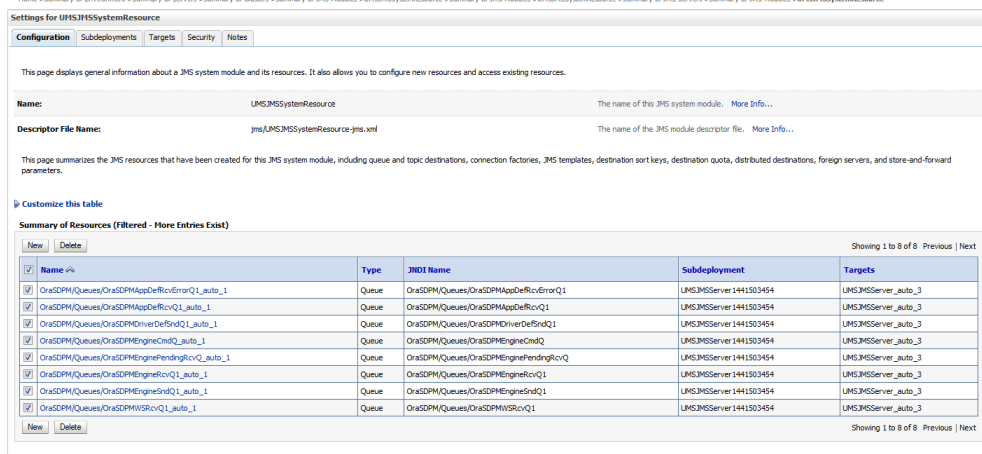 Settings for UMSJMSSystemResource
Configuration Subdeployments Targets Security Notes
This page displays general information about a JMS system module and its resources. It also allows you to configure new resources and access existing resources.
Name: UMSJMSSystemResource The name of this JMS system module. More Info...
Descriptor File Name: jms/UMSJMSSystemResource-jms.xml The name of the JMS module descriptor file. More Info...
This page summarizes the JMS resources that have been created for this JMS system module, including queue and topic destinations, connection factories, JMS templates, destination sort keys, destination quota, distributed destinations, foreign servers, and store-and-forward
parameters.
Customize this table
Summary of Resources (Filtered - More Entries Exist)
New Delete Showing 1 to 8 of 8 Previous | Next
Name Type JNDI Name Subdeployment Targets
OraSDPM/Queues/OraSDPMAppDefRcvErrorQ1_auto_1 Queue OraSDPM/Queues/OraSDPMAppDefRcvErrorQ1 UMSJMSServer1441503454 UMSJMSServer_auto_3
OraSDPM/Queues/OraSDPMAppDefRcvQ1_auto_1 Queue OraSDPM/Queues/OraSDPMAppDefRcvQ1 UMSJMSServer1441503454 UMSJMSServer_auto_3
OraSDPM/Queues/OraSDPMDriverDefSndQ1_auto_1 Queue OraSDPM/Queues/OraSDPMDriverDefSndQ1 UMSJMSServer1441503454 UMSJMSServer_auto_3
OraSDPM/Queues/OraSDPMEngineCmdQ_auto_1 Queue OraSDPM/Queues/OraSDPMEngineCmdQ UMSJMSServer1441503454 UMSJMSServer_auto_3
OraSDPM/Queues/OraSDPMEnginePendingRcvQ_auto_1 Queue OraSDPM/Queues/OraSDPMEnginePendingRcvQ UMSJMSServer1441503454 UMSJMSServer_auto_3
OraSDPM/Queues/OraSDPMEngineRcvQ1_auto_1 Queue OraSDPM/Queues/OraSDPMEngineRcvQ1 UMSJMSServer1441503454 UMSJMSServer_auto_3
OraSDPM/Queues/OraSDPMEngineSndQ1_auto_1 Queue OraSDPM/Queues/OraSDPMEngineSndQ1 UMSJMSServer1441503454 UMSJMSServer_auto_3
OraSDPM/Queues/OraSDPMWSRcvQ1_auto_1 Queue OraSDPM/Queues/OraSDPMWSRcvQ1 UMSJMSServer1441503454 UMSJMSServer_auto_3
New Delete Showing 1 to 8 of 8 Previous | Next